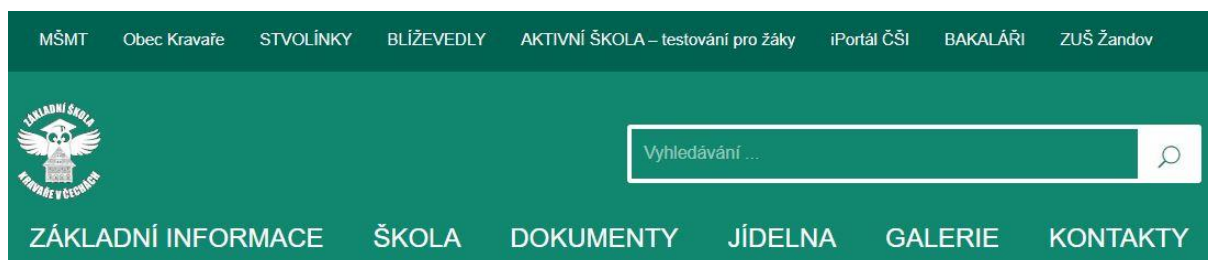 MŠMT Obec Kravaře STVOLÍNKY BLÍŽEVEDLY AKTIVNÍ ŠKOLA – testování pro žáky iPortál ČŠI BAKALÁŘI ZUŠ Žandov
ZÁKLADNÍ ŠKOLA
KRAVAŘE V ČECHÁCH
Vyhledávání ...
ZÁKLADNÍ INFORMACE ŠKOLA DOKUMENTY JÍDELNA GALERIE KONTAKTY